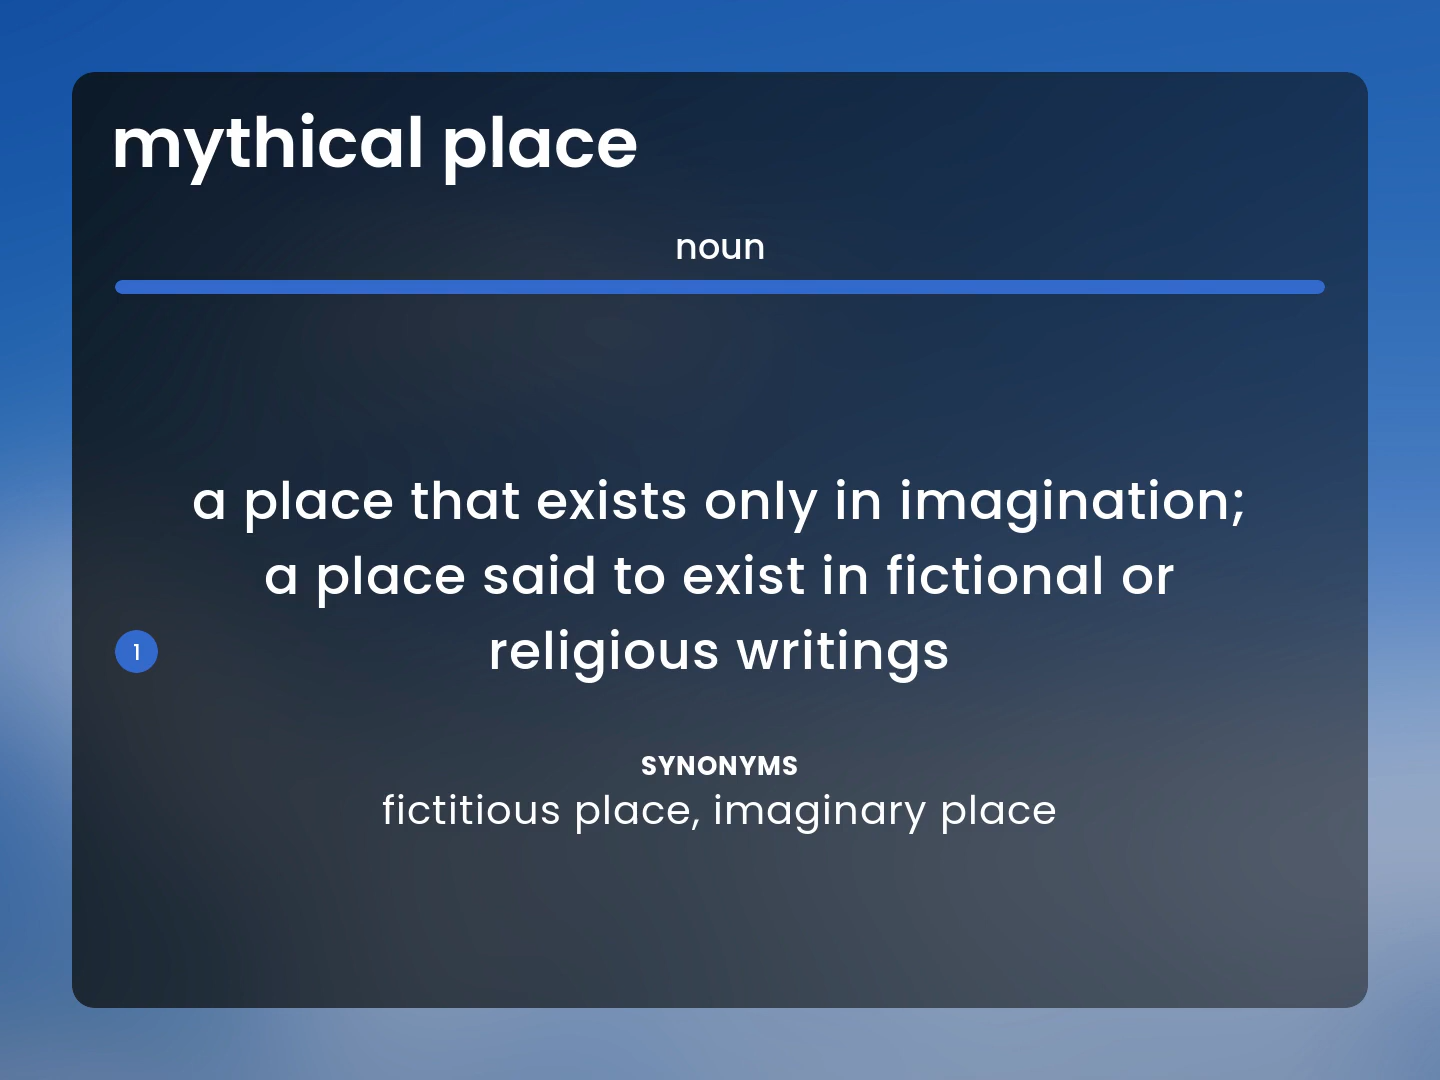 mythical place
noun
a place that exists only in imagination;
a place said to exist in fictional or
religious writings
1
SYNONYMS
fictitious place, imaginary place